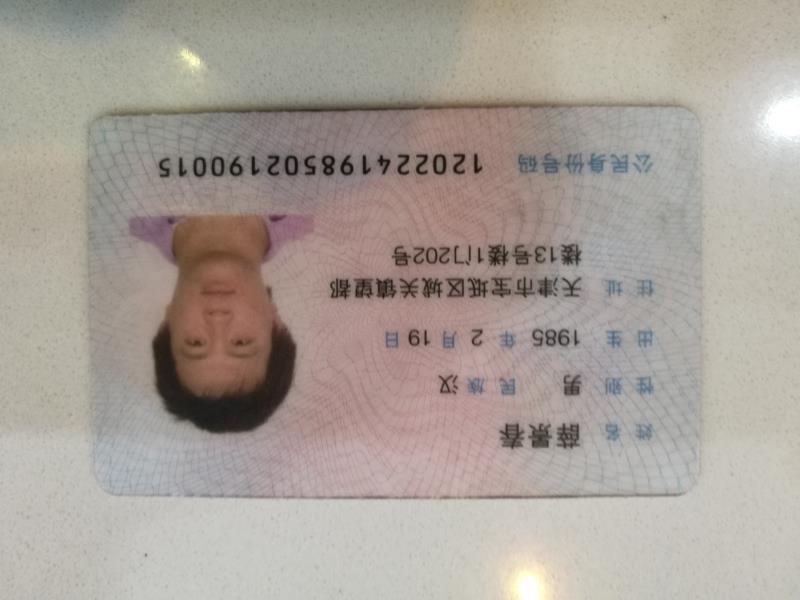 姓名 薛景春
性别 男 民族 汉
出生 1985 年 2 月 19 日
住址 天津市宝坻区城关镇望都
楼13号楼1门202号
公民身份号码 120224198502190015